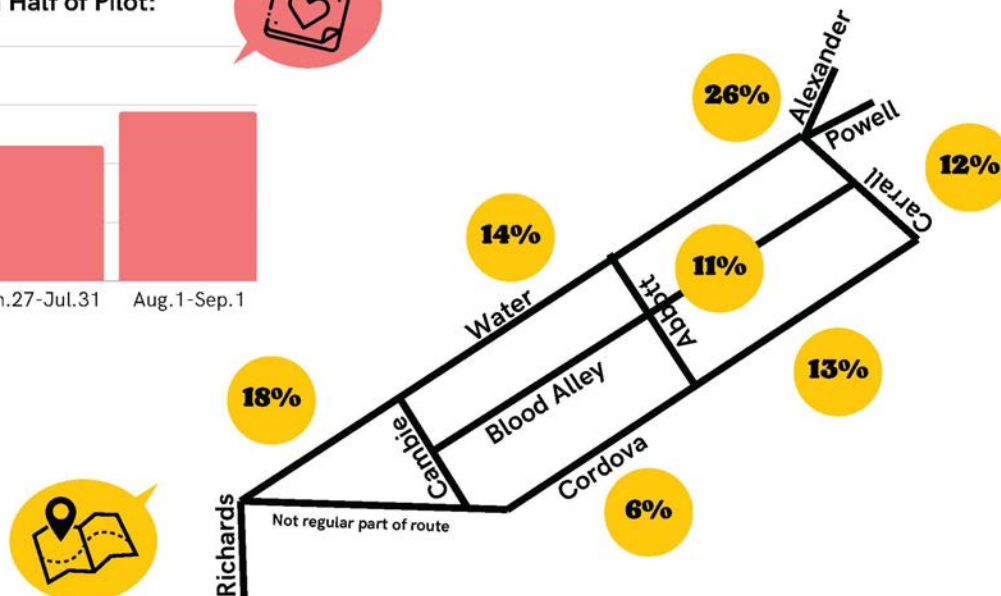 Half of Pilot:
n.27-Jul.31
Aug.1-Sep.1
26%
Alexander
Powell
12%
Carrall
14%
11%
Water
Abbott
18%
13%
Blood Alley
Cambie
Cordova
6%
Richards
Not regular part of route